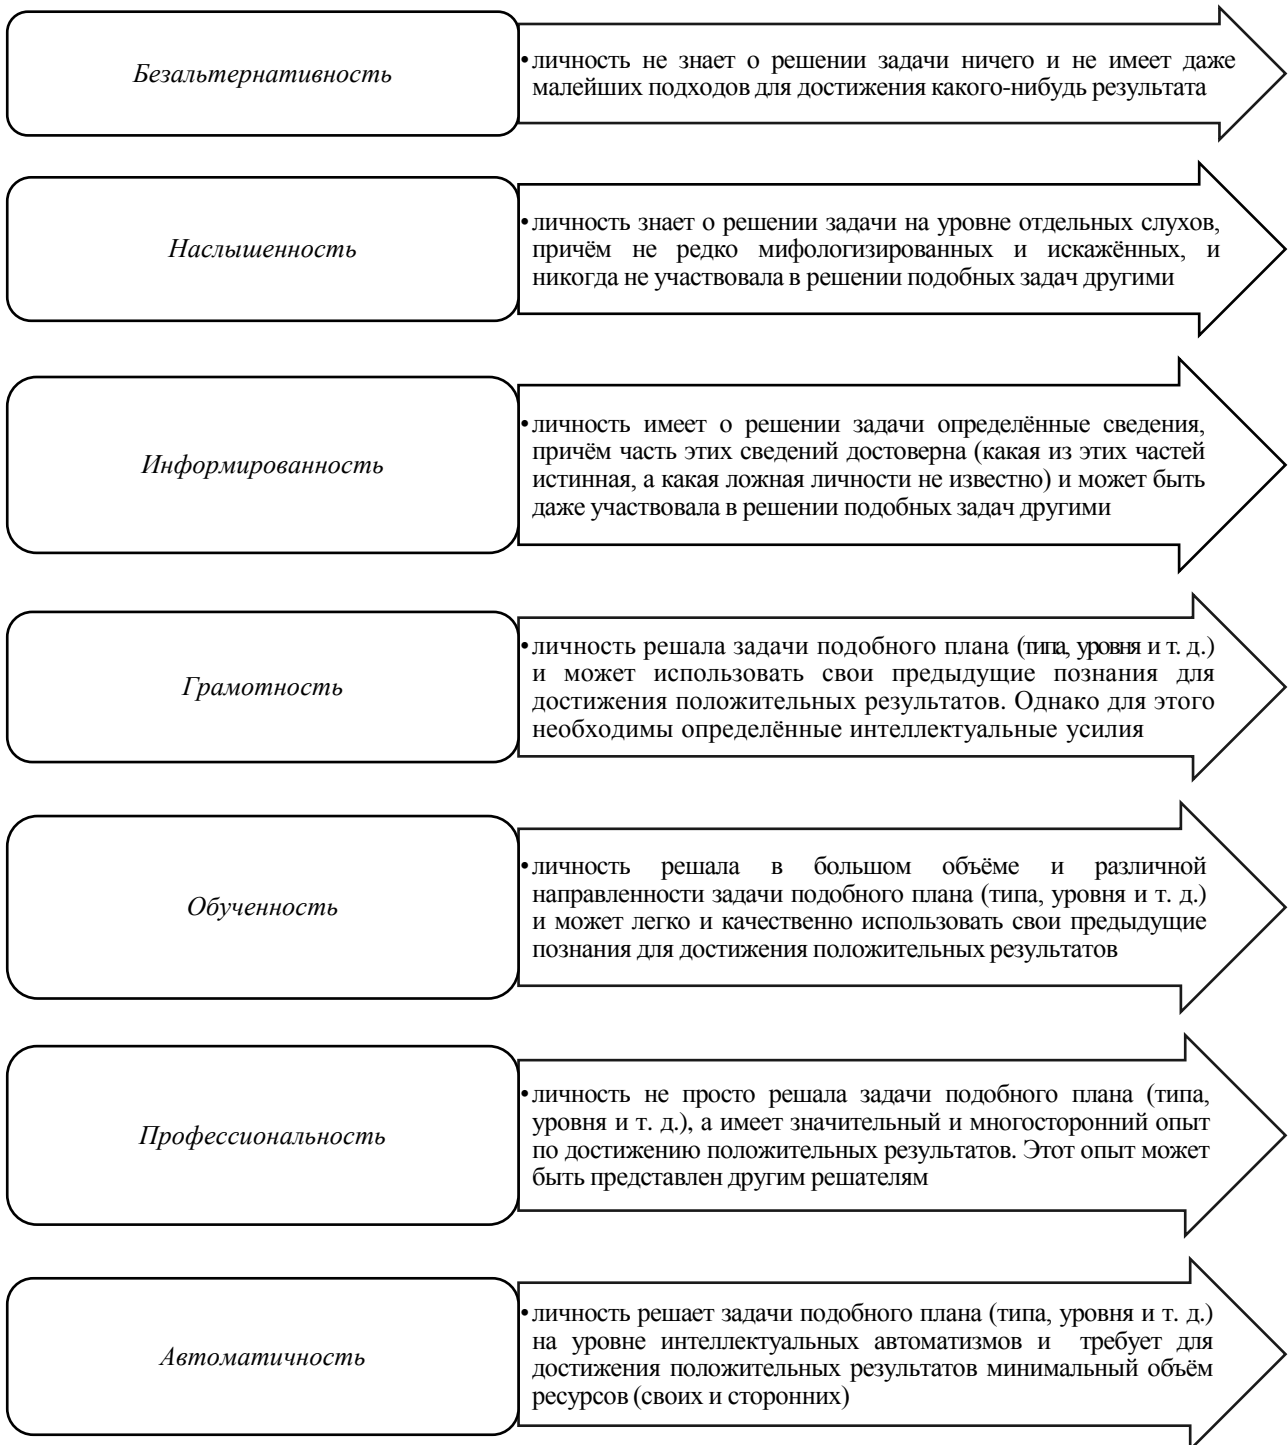 Безальтернативность
•личность не знает о решении задачи ничего и не имеет даже
малейших подходов для достижения какого-нибудь результата
Наслышенность
•личность знает о решении задачи на уровне отдельных слухов,
причём не редко мифологизированных и искажённых, и
никогда не участвовала в решении подобных задач другими
Информированность
•личность имеет о решении задачи определённые сведения,
причём часть этих сведений достоверна (какая из этих частей
истинная, а какая ложная личности не известно) и может быть
даже участвовала в решении подобных задач другими
Грамотность
•личность решала задачи подобного плана (типа, уровня и т. д.)
и может использовать свои предыдущие познания для
достижения положительных результатов. Однако для этого
необходимы определённые интеллектуальные усилия
Обученность
•личность решала в большом объёме и различной
направленности задачи подобного плана (типа, уровня и т. д.)
и может легко и качественно использовать свои предыдущие
познания для достижения положительных результатов
Профессиональность
•личность не просто решала задачи подобного плана (типа,
уровня и т. д.), а имеет значительный и многосторонний опыт
по достижению положительных результатов. Этот опыт может
быть представлен другим решателям
Автоматичность
•личность решает задачи подобного плана (типа, уровня и т. д.)
на уровне интеллектуальных автоматизмов и требует для
достижения положительных результатов минимальный объём
ресурсов (своих и сторонних)